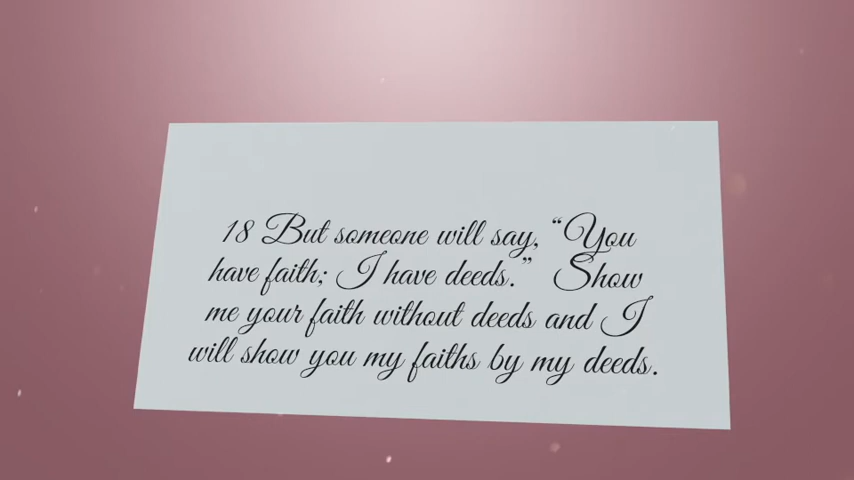 18 But someone will say, “You
have faith; I have deeds.” Show
me your faith without deeds and I
will show you my faiths by my deeds.